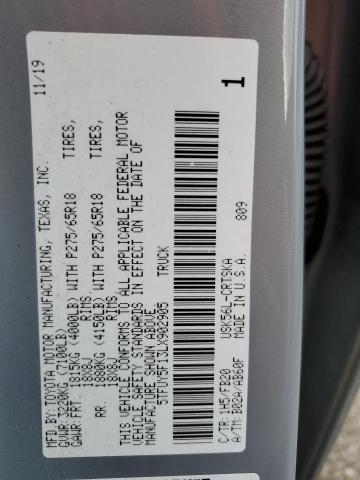 MFD.BY: TOYOTA MOTOR MANUFACTURING, TEXAS, INC. 11/19
GVWR: 3220KG (7100LB)
GAWR: FRT. 1815KG (4000LB) WITH P275/65R18 TIRES,
18X8J RIMS
RR. 1880KG (4150LB) WITH P275/65R18 TIRES,
18X8J RIMS
THIS VEHICLE CONFORMS TO ALL APPLICABLE FEDERAL MOTOR
VEHICLE SAFETY STANDARDS IN EFFECT ON THE DATE OF
MANUFACTURE SHOWN ABOVE.
5TFUY5F13LX902905 TRUCK
1
C/TR: 1H5/FB20 USK56L-CRTSKA
A/TM: B02A/AB60F U.S.A. 809